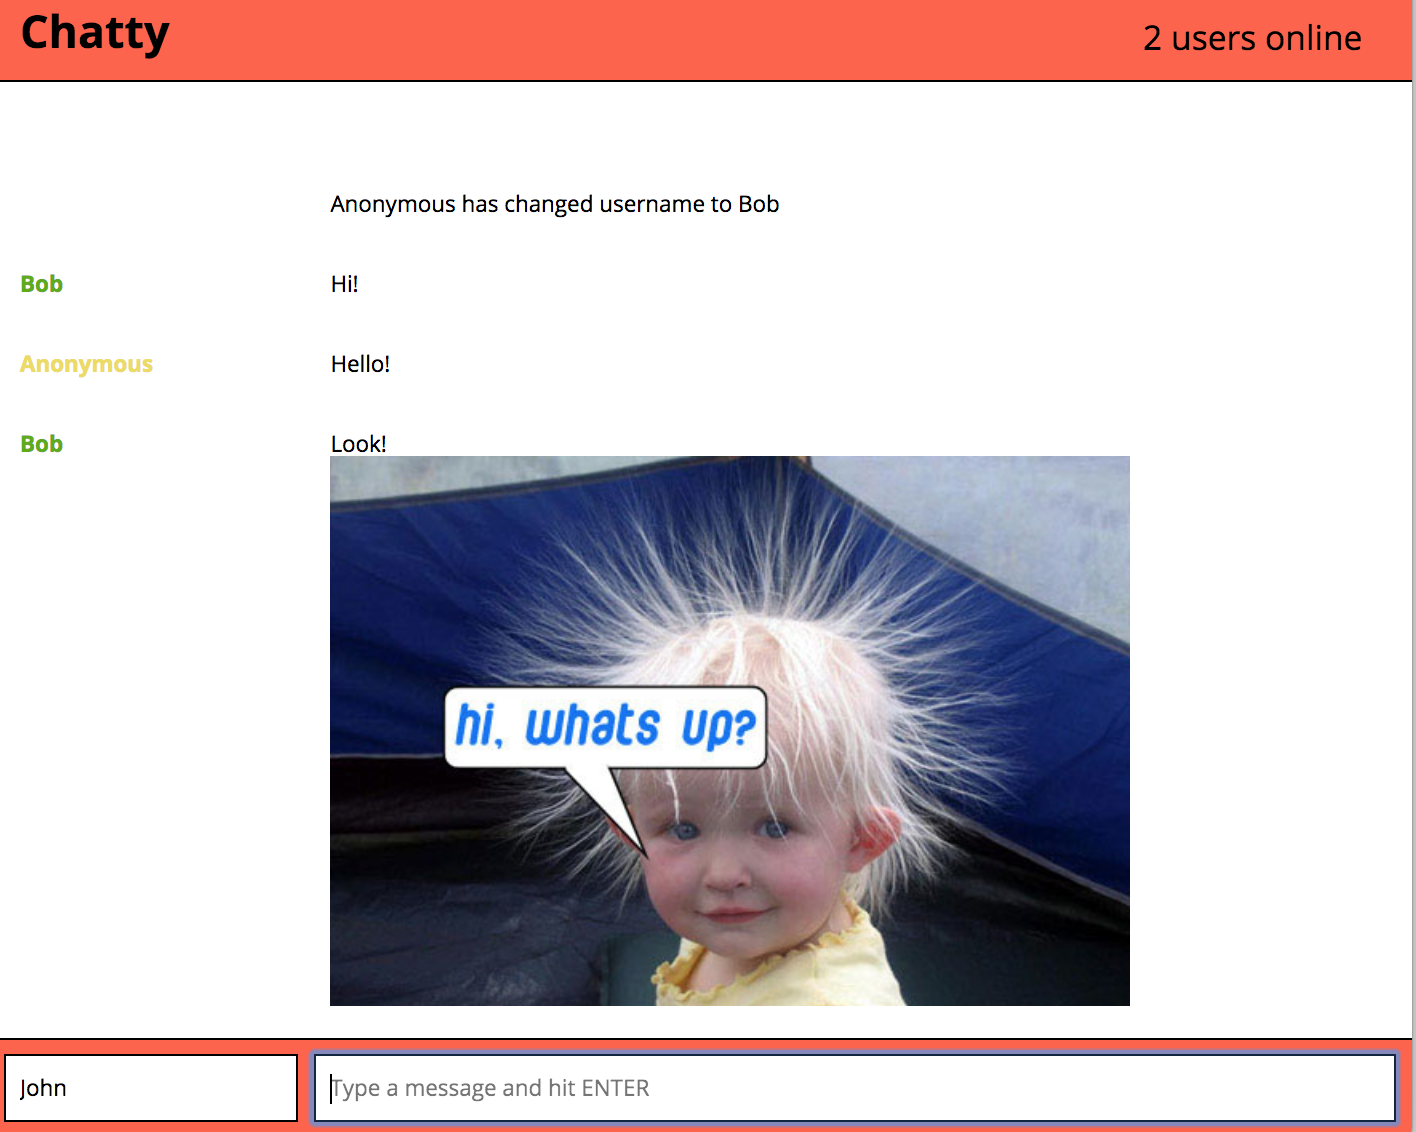 Chatty
2 users online
Anonymous has changed username to Bob
Bob Hi!
Anonymous Hello!
Bob Look!
hi, whats up?
John
Type a message and hit ENTER